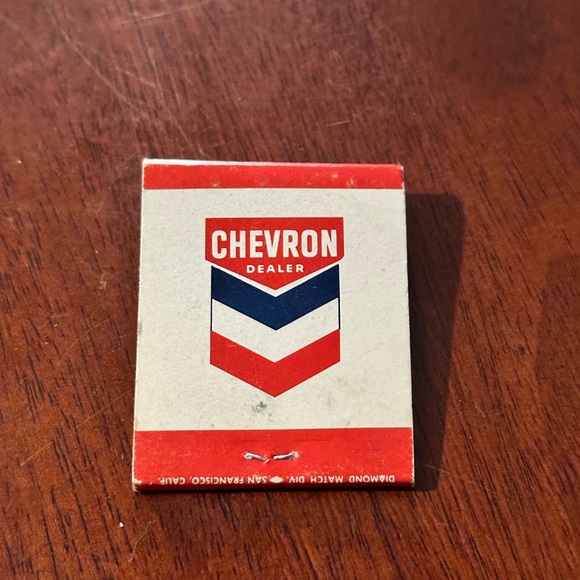 CHEVRON
DEALER
DIAMOND MATCH DIV. SAN FRANCISCO, CALIF.